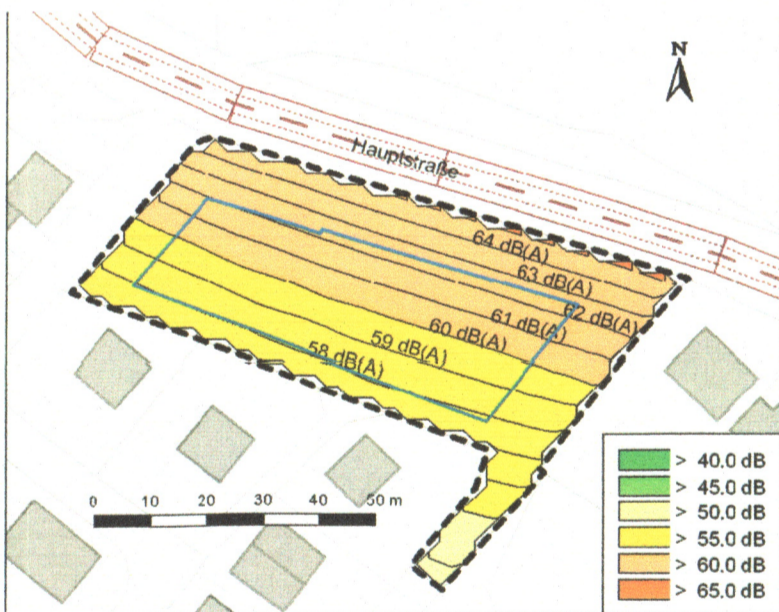 N
Hauptstraße
64 dB(A)
63 dB(A)
62 dB(A)
61 dB(A)
60 dB(A)
59 dB(A)
58 dB(A)
0 10 20 30 40 50 m
> 40.0 dB
> 45.0 dB
> 50.0 dB
> 55.0 dB
> 60.0 dB
> 65.0 dB